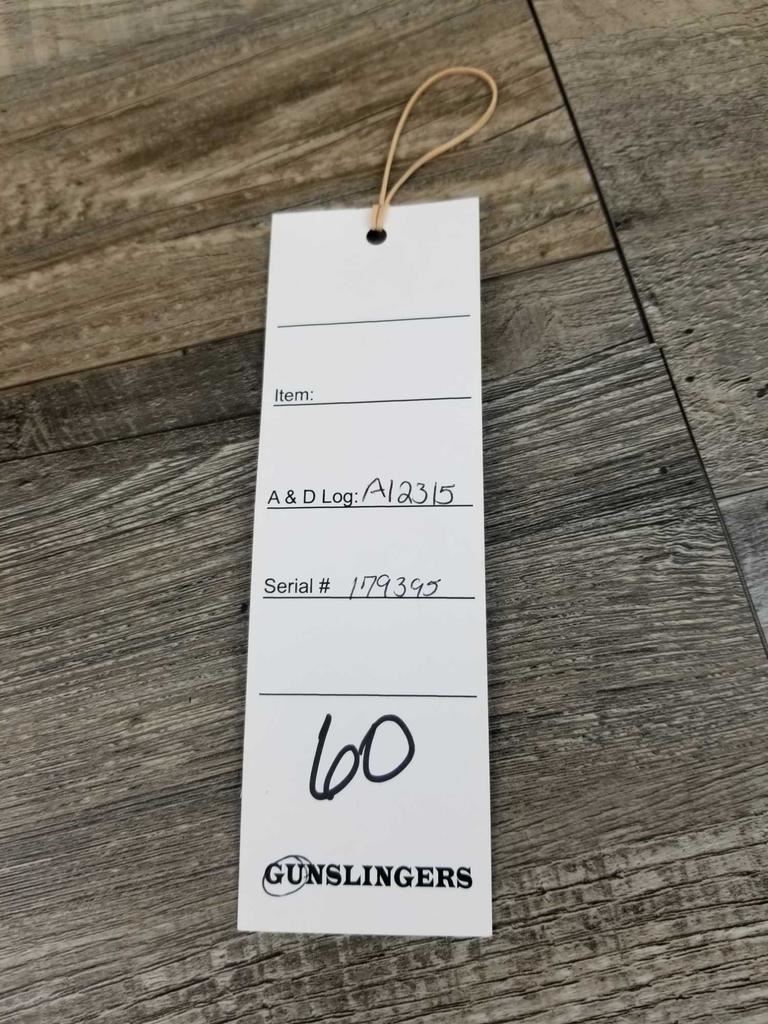 Item:
A & D Log: A12315
Serial # 179395
60
GUNSLINGERS